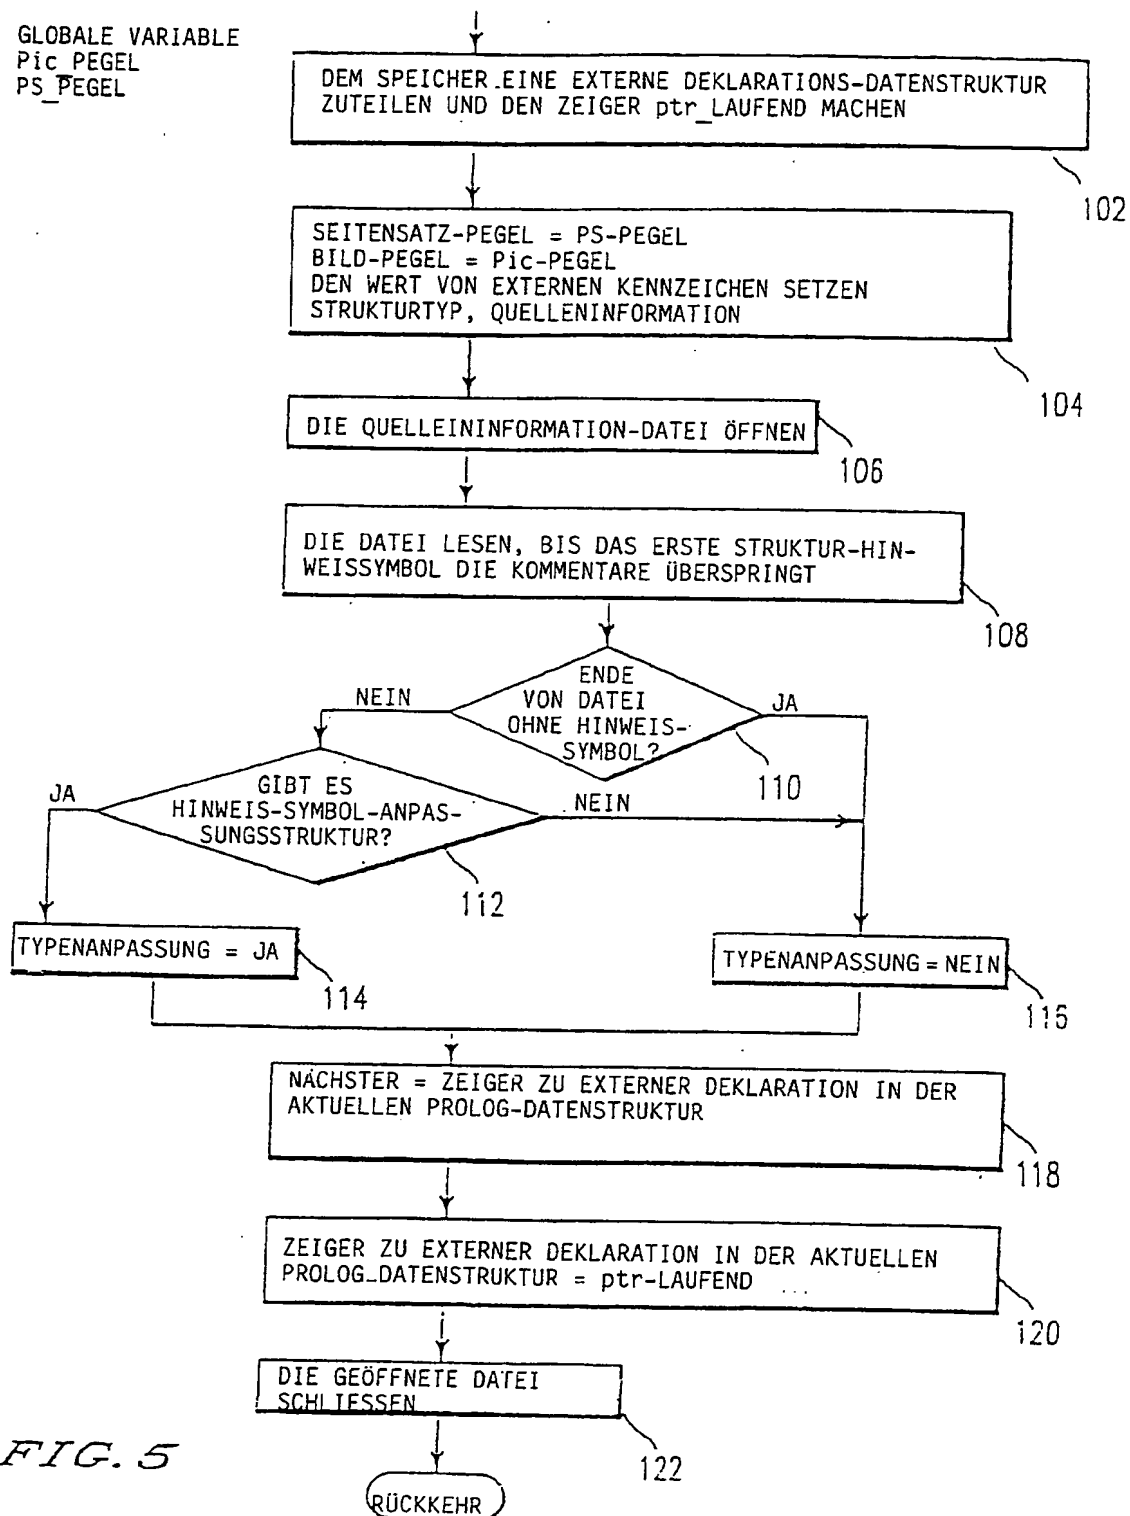 GLOBALE VARIABLE
Pic_PEGEL
PS_PEGEL
DEM SPEICHER EINE EXTERNE DEKLARATIONS-DATENSTRUKTUR
ZUTEILEN UND DEN ZEIGER ptr_LAUFEND MACHEN
102
SEITENSATZ-PEGEL = PS-PEGEL
BILD-PEGEL = Pic-PEGEL
DEN WERT VON EXTERNEN KENNZEICHEN SETZEN
STRUKTURTYP, QUELLENINFORMATION
104
DIE QUELLEININFORMATION-DATEI ÖFFNEN
106
DIE DATEI LESEN, BIS DAS ERSTE STRUKTUR-HIN-
WEISSYMBOL DIE KOMMENTARE ÜBERSPRINGT
108
ENDE
VON DATEI
OHNE HINWEIS-
SYMBOL?
NEIN
JA
110
GIBT ES
HINWEIS-SYMBOL-ANPAS-
SUNGSSTRUKTUR?
JA
NEIN
112
TYPENANPASSUNG = JA
114
TYPENANPASSUNG = NEIN
116
NÄCHSTER = ZEIGER ZU EXTERNER DEKLARATION IN DER
AKTUELLEN PROLOG-DATENSTRUKTUR
118
ZEIGER ZU EXTERNER DEKLARATION IN DER AKTUELLEN
PROLOG-DATENSTRUKTUR = ptr-LAUFEND
120
DIE GEÖFFNETE DATEI
SCHLIESSEN
122
RÜCKKEHR
FIG. 5